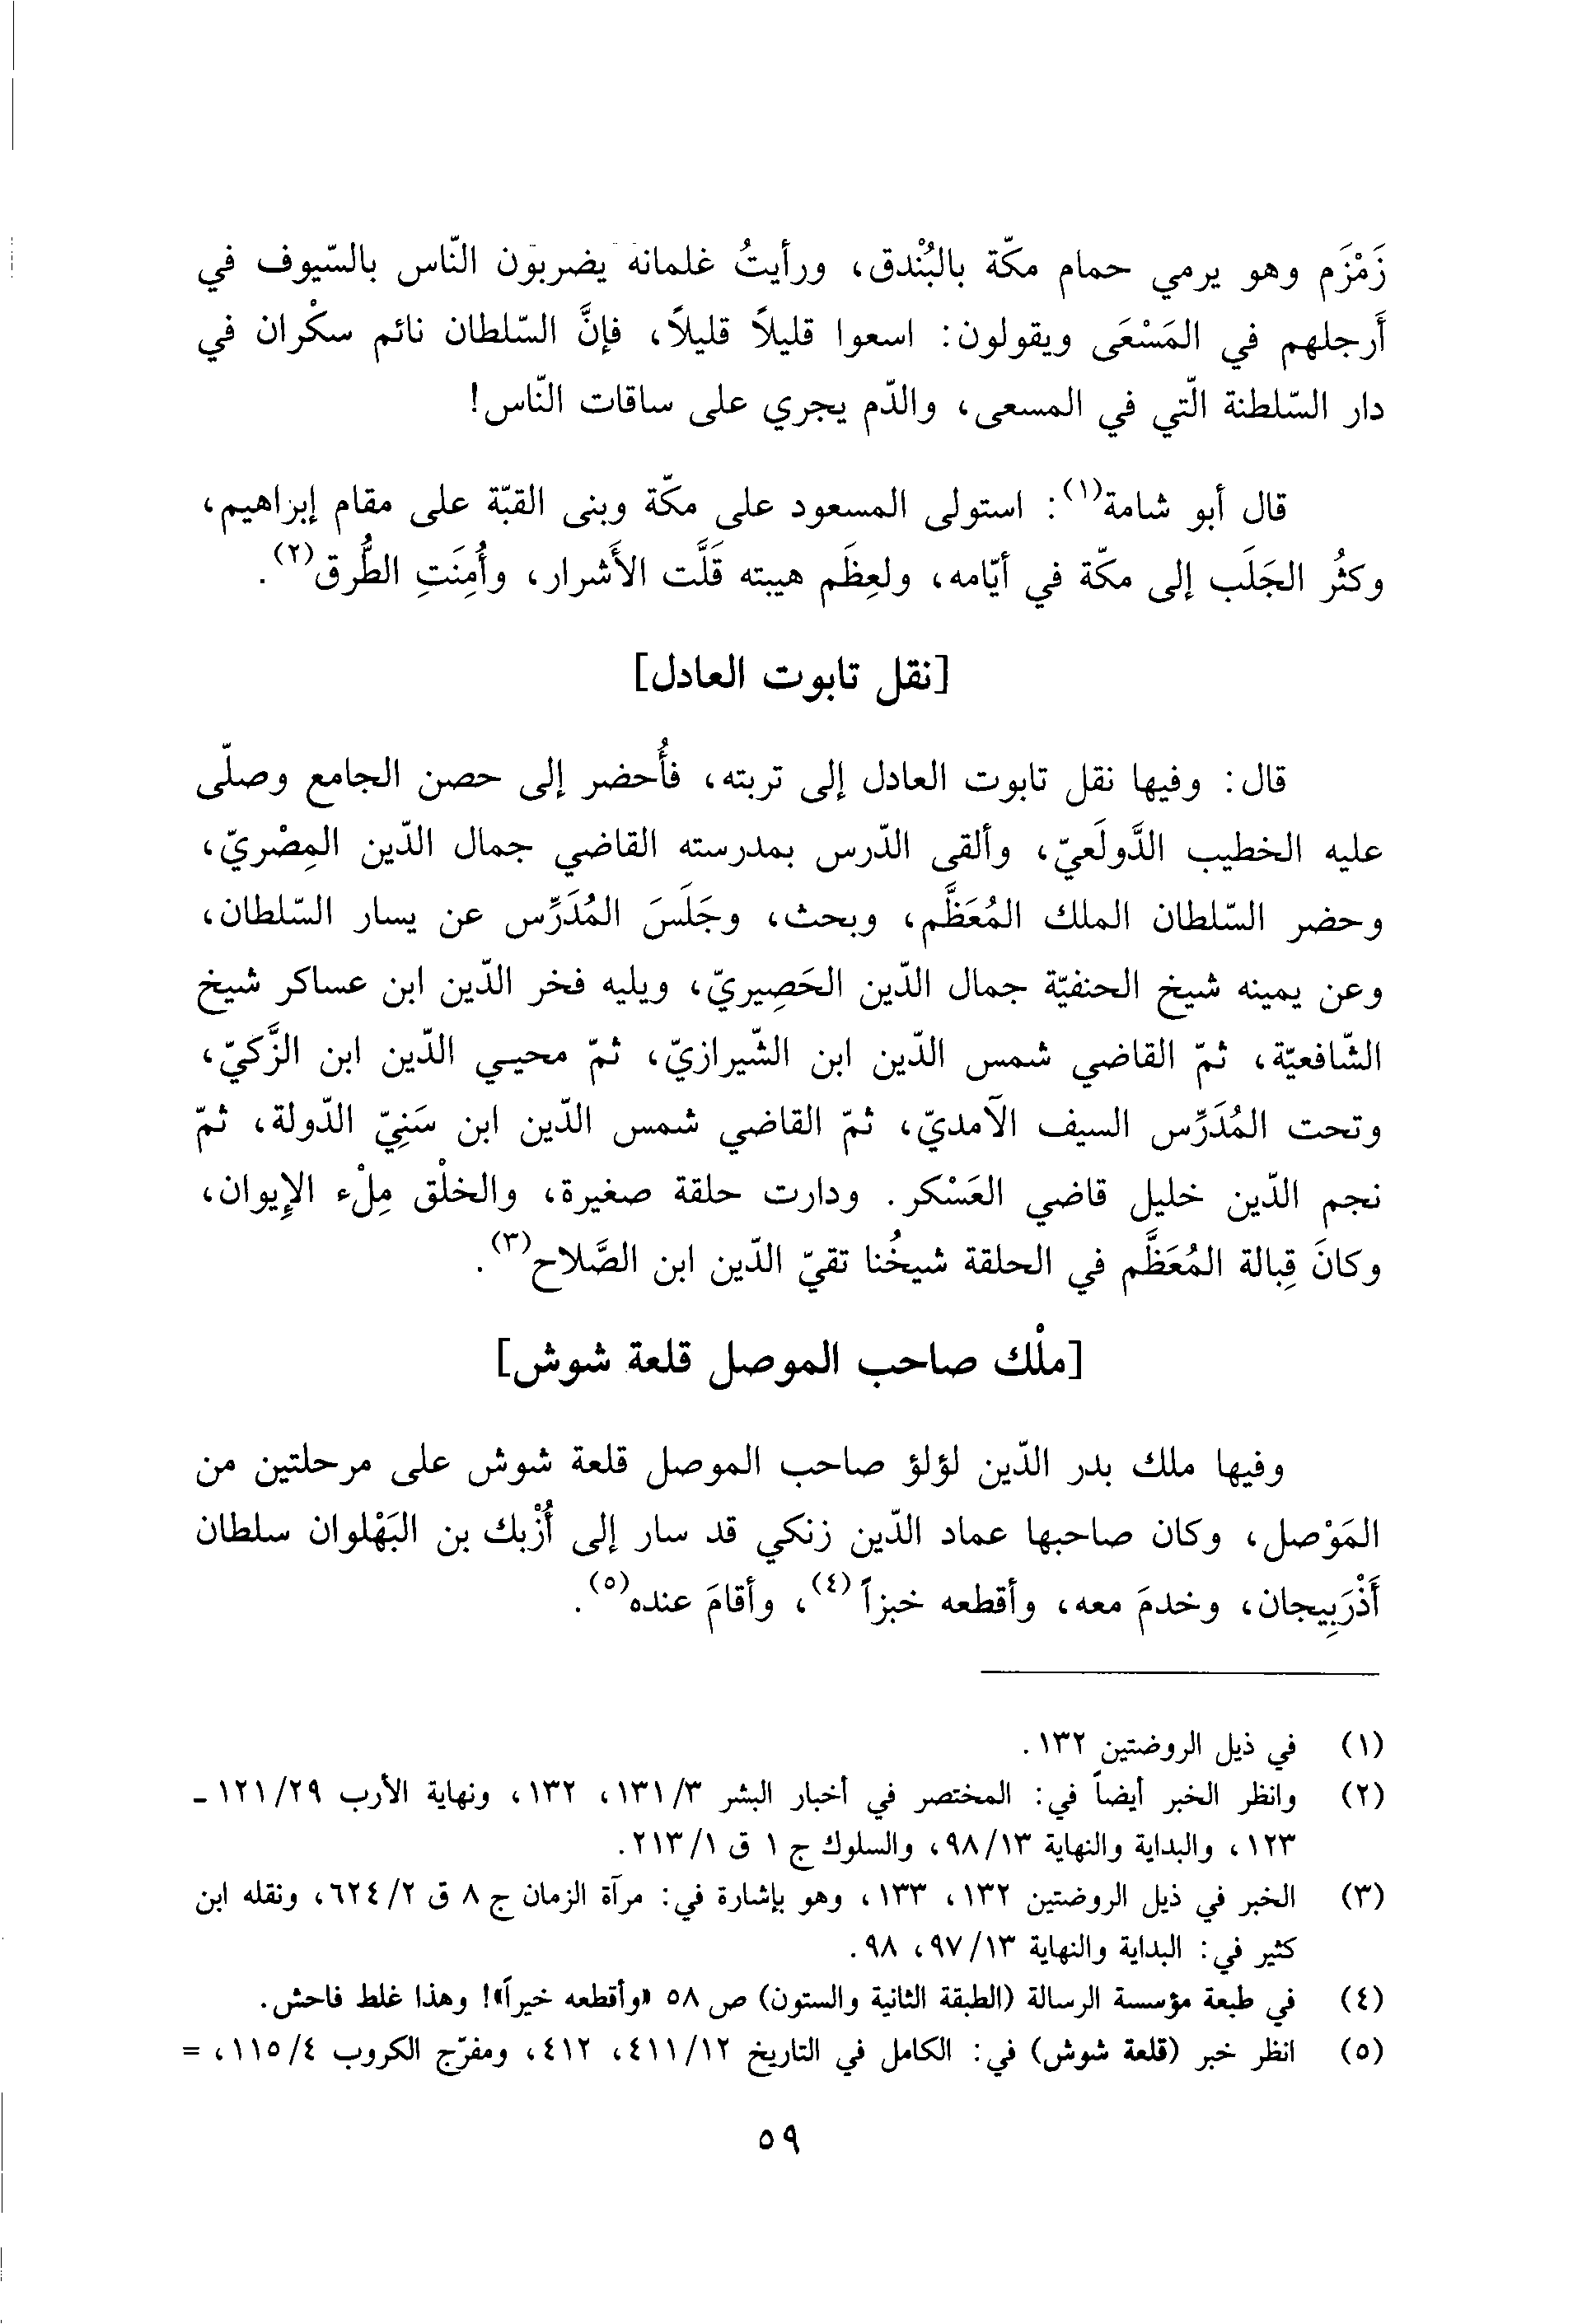 زَمْزَم وهو يرمي حمام مكّة بالبُنْدق، ورأيتُ غلمانه يضربون النّاس بالسّيوف في
أَرجلهم في المَسْعَى ويقولون: اسعوا قليلاً قليلاً، فإنَّ السّلطان نائم سكْران في
دار السّلطنة الّتي في المسعى، والدّم يجري على ساقات النّاس!
قال أبو شامة(١): استولى المسعود على مكّة وبنى القبّة على مقام إبراهيم،
وكثُر الجَلَب إلى مكّة في أيّامه، ولعِظَم هيبته قَلَّت الأَشرار، وأُمِنَتِ الطُّرق(٢).
[نقل تابوت العادل]
قال: وفيها نقل تابوت العادل إلى تربته، فأُحضر إلى حصن الجامع وصلّى
عليه الخطيب الدَّولَعيّ، وألقى الدّرس بمدرسته القاضي جمال الدّين المِصْريّ،
وحضر السّلطان الملك المُعَظَّم، وبحث، وجَلَسَ المُدَرِّس عن يسار السّلطان،
وعن يمينه شيخ الحنفيّة جمال الدّين الحَصِيريّ، ويليه فخر الدّين ابن عساكر شيخ
الشّافعيّة، ثمّ القاضي شمس الدّين ابن الشّيرازيّ، ثمّ محيي الدّين ابن الزَّكيّ،
وتحت المُدَرِّس السيف الآمديّ، ثمّ القاضي شمس الدّين ابن سَنِيّ الدّولة، ثمّ
نجم الدّين خليل قاضي العَسْكر. ودارت حلقة صغيرة، والخلْق مِلْء الإيوان،
وكانَ قِبالة المُعَظَّم في الحلقة شيخُنا تقيّ الدّين ابن الصَّلاح(٣).
[ملْك صاحب الموصل قلعة شوش]
وفيها ملك بدر الدّين لؤلؤ صاحب الموصل قلعة شوش على مرحلتين من
المَوْصل، وكان صاحبها عماد الدّين زنكي قد سار إلى أُزْبك بن البَهْلوان سلطان
أَذْرَبِيجان، وخدمَ معه، وأقطعه خبزاً(٤)، وأقامَ عنده(٥).
(١) في ذيل الروضتين ١٣٢.
(٢) وانظر الخبر أيضاً في: المختصر في أخبار البشر ٣/ ١٣١، ١٣٢، ونهاية الأرب ٢٩/ ١٢١ ـ
١٢٣، والبداية والنهاية ١٣/ ٩٨، والسلوك ج ١ ق ١/ ٢١٣.
(٣) الخبر في ذيل الروضتين ١٣٢، ١٣٣، وهو بإشارة في: مرآة الزمان ج ٨ ق ٢/ ٦٢٤، ونقله ابن
كثير في: البداية والنهاية ١٣/ ٩٧، ٩٨.
(٤) في طبعة مؤسسة الرسالة (الطبقة الثانية والستون) ص ٥٨ «وأقطعه خيراً»! وهذا غلط فاحش.
(٥) انظر خبر (قلعة شوش) في: الكامل في التاريخ ١٢/ ٤١١، ٤١٢، ومفرّج الكروب ٤/ ١١٥، =
٥٩